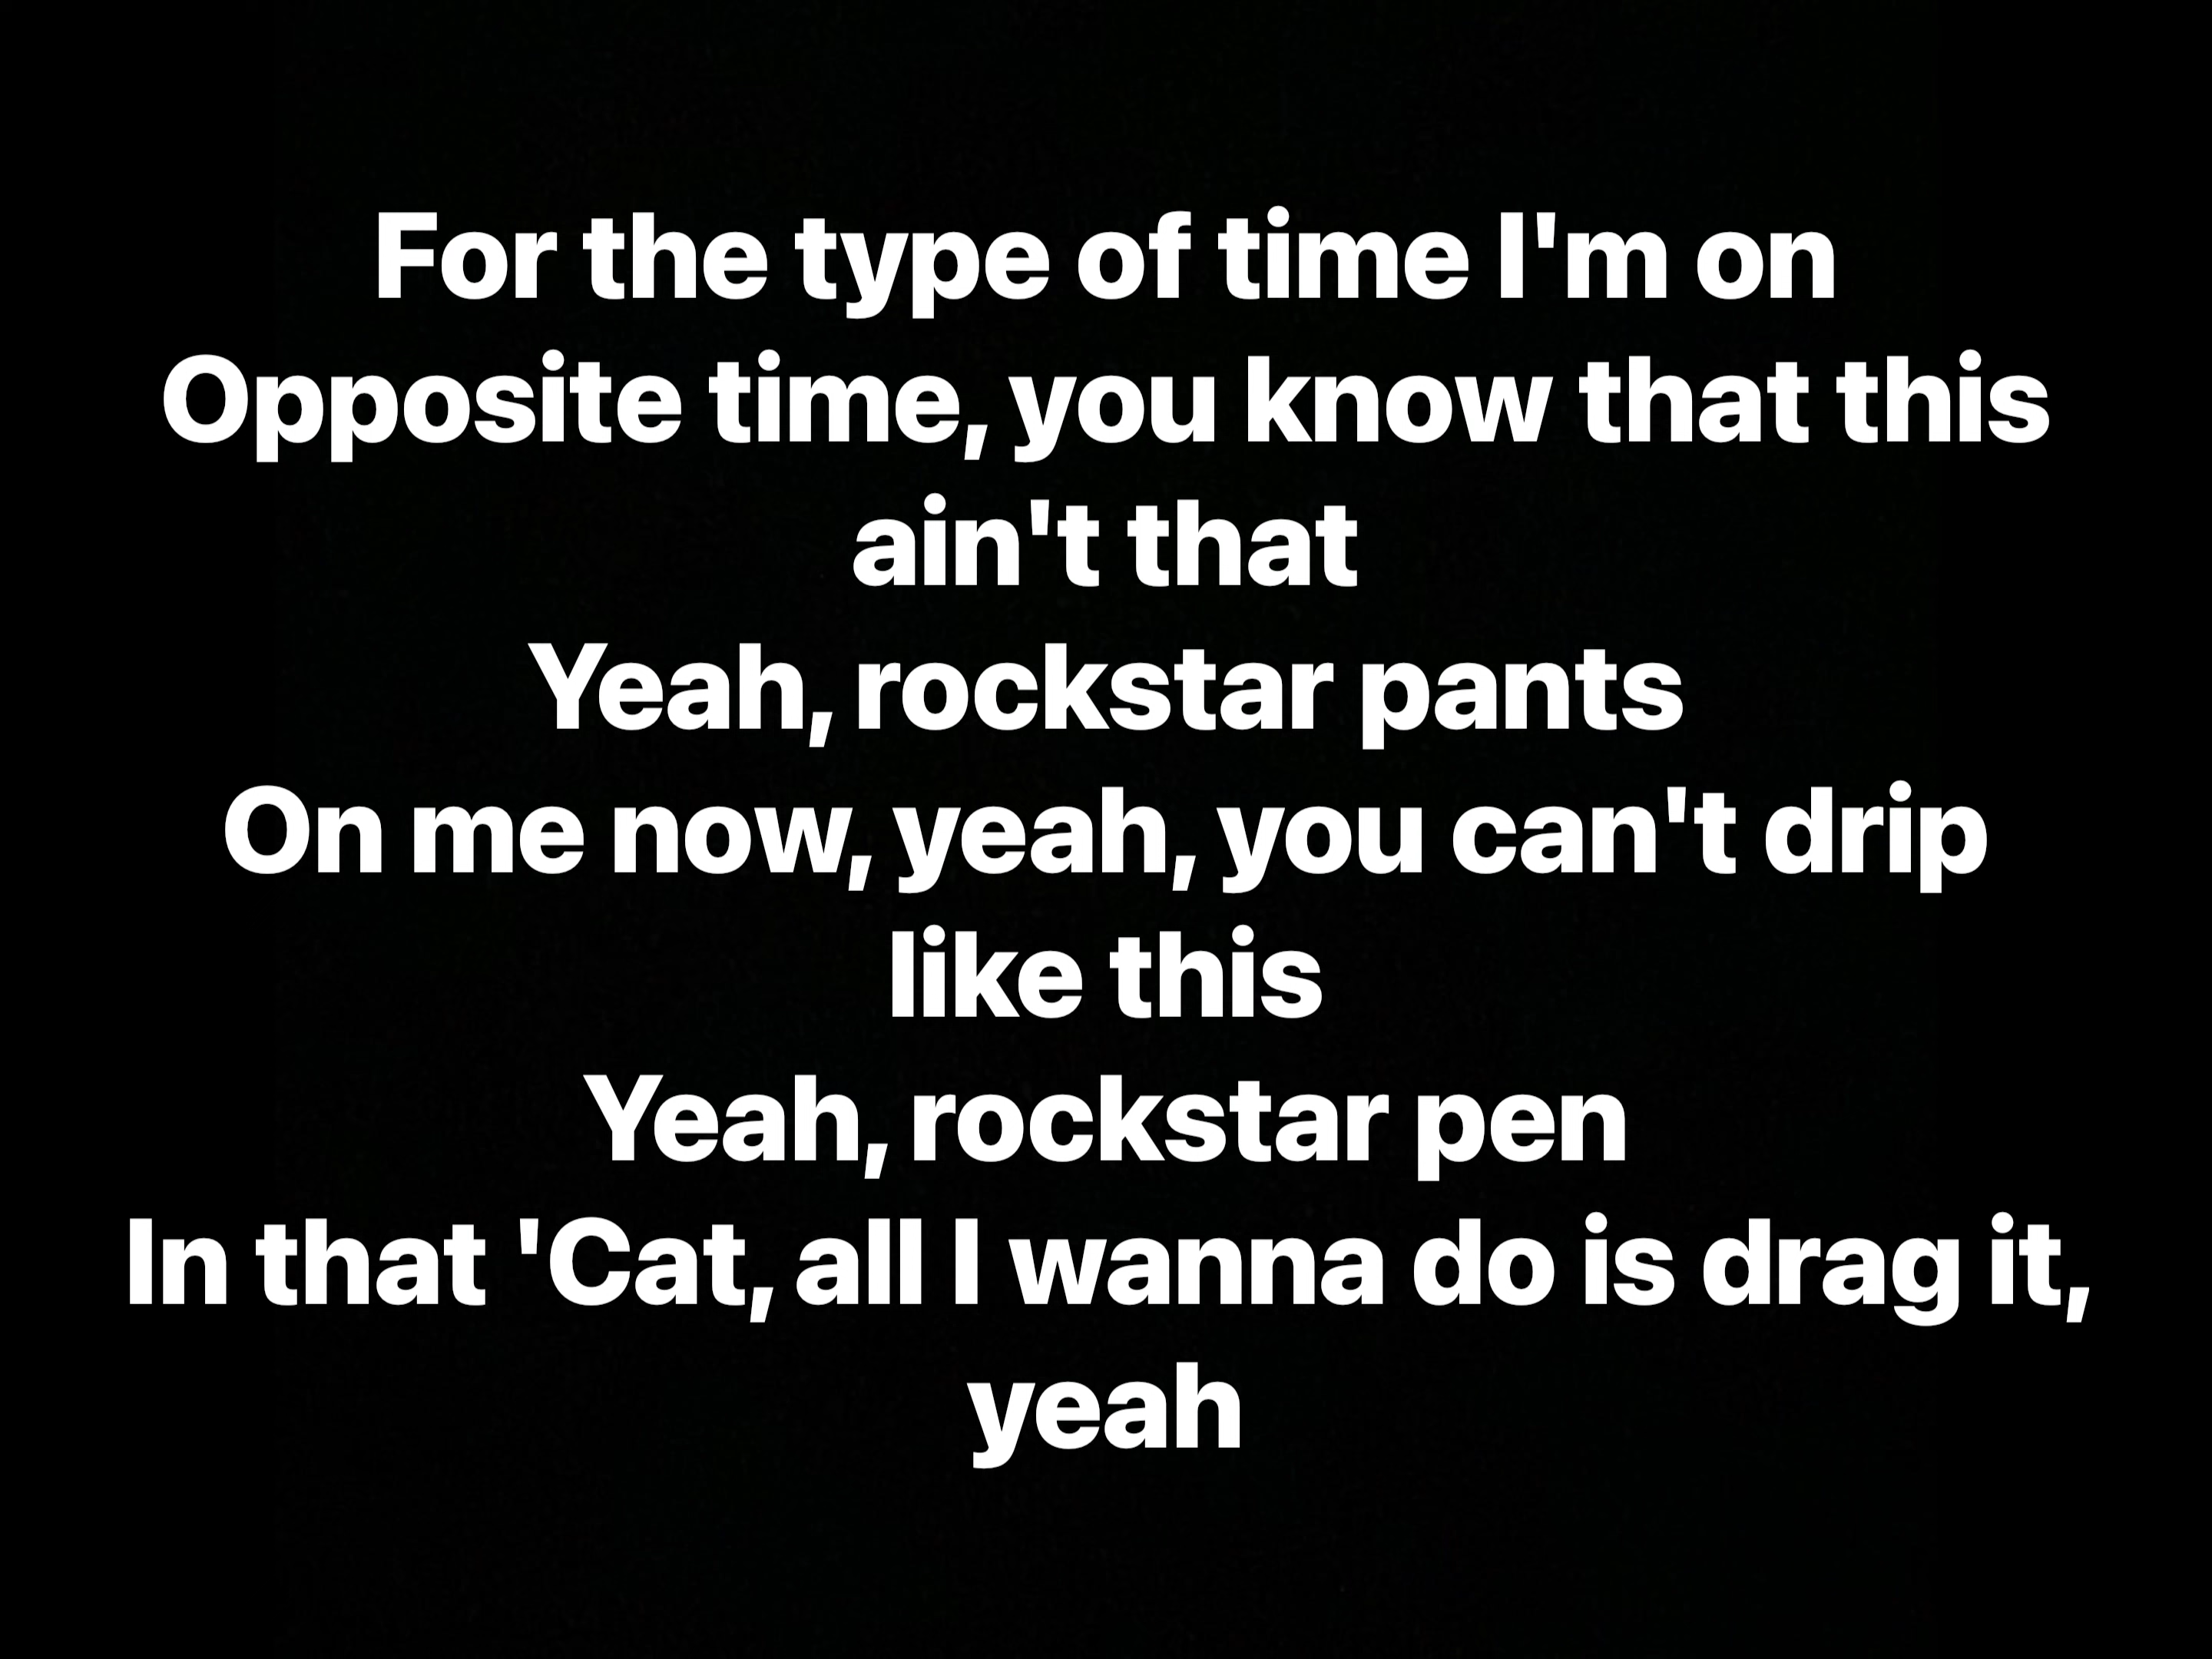 For the type of time I'm on
Opposite time, you know that this
ain't that
Yeah, rockstar pants
On me now, yeah, you can't drip
like this
Yeah, rockstar pen
In that 'Cat, all I wanna do is drag it,
yeah